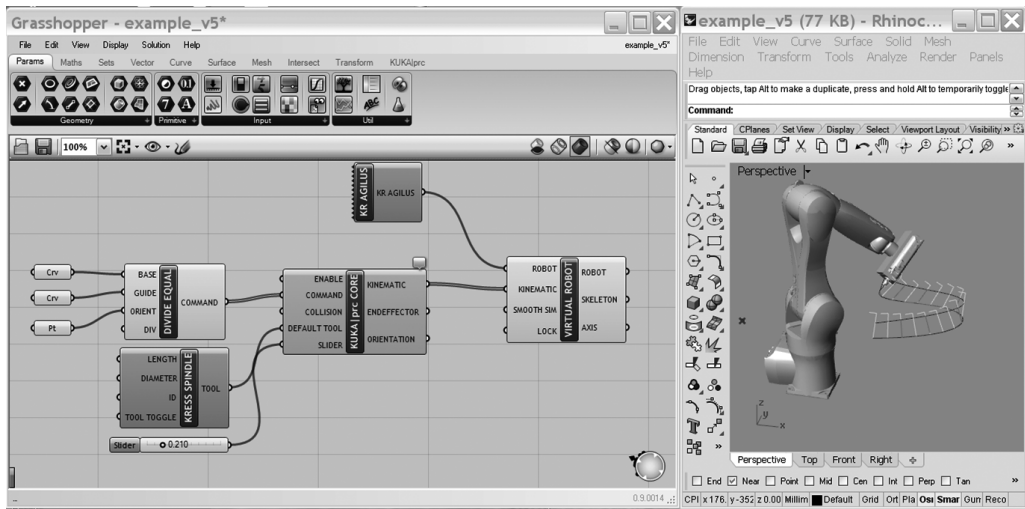 Grasshopper - example_v5*
File Edit View Display Solution Help
example_v5*
Params Maths Sets Vector Curve Surface Mesh Intersect Transform KUKA|prc
Geometry Primitive Input Util
100%
KR AGILUS
KR AGILUS
Crv
Crv
Pt
BASE
GUIDE
ORIENT
DIV
DIVIDE EQUAL
COMMAND
ENABLE
COMMAND
COLLISION
DEFAULT TOOL
SLIDER
KUKA|prc CORE
KINEMATIC
ENDEFFECTOR
ORIENTATION
ROBOT
KINEMATIC
SMOOTH SIM
LOCK
VIRTUAL ROBOT
ROBOT
SKELETON
AXIS
LENGTH
DIAMETER
ID
TOOL TOGGLE
KRESS SPINDLE
TOOL
Slider 0.210
0.9.0014
example_v5 (77 KB) - Rhinoc...
File Edit View Curve Surface Solid Mesh
Dimension Transform Tools Analyze Render Panels
Help
Drag objects, tap Alt to make a duplicate, press and hold Alt to temporarily toggle
Command:
Standard CPlanes Set View Display Select Viewport Layout Visibility »
»
Perspective
z
y
x
»
Perspective Top Front Right
End Near Point Mid Cen Int Perp Tan »
CPl x 176. y -352 z 0.00 Millim Default Grid Ort Pla Osı Smar Gun Reco